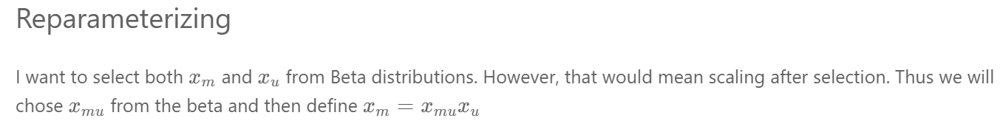 Reparameterizing
I want to select both $x_m$ and $x_u$ from Beta distributions. However, that would mean scaling after selection. Thus we will
chose $x_{mu}$ from the beta and then define $x_m = x_{mu}x_u$